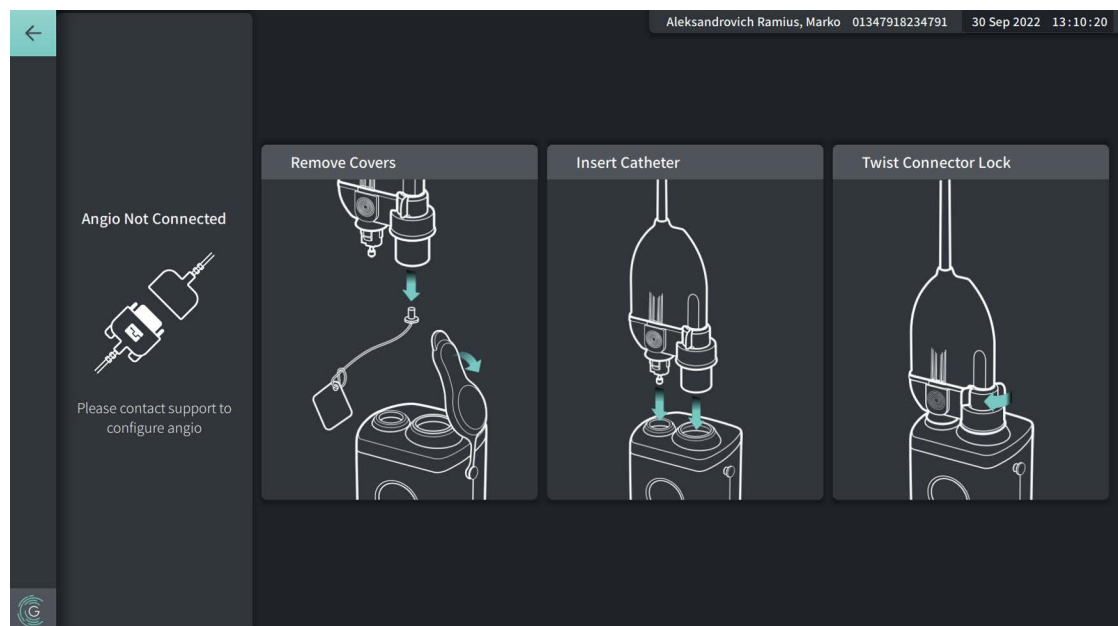 Aleksandrovich Ramius, Marko 01347918234791 30 Sep 2022 13:10:20
Angio Not Connected
Please contact support to
configure angio
Remove Covers
Insert Catheter
Twist Connector Lock
G